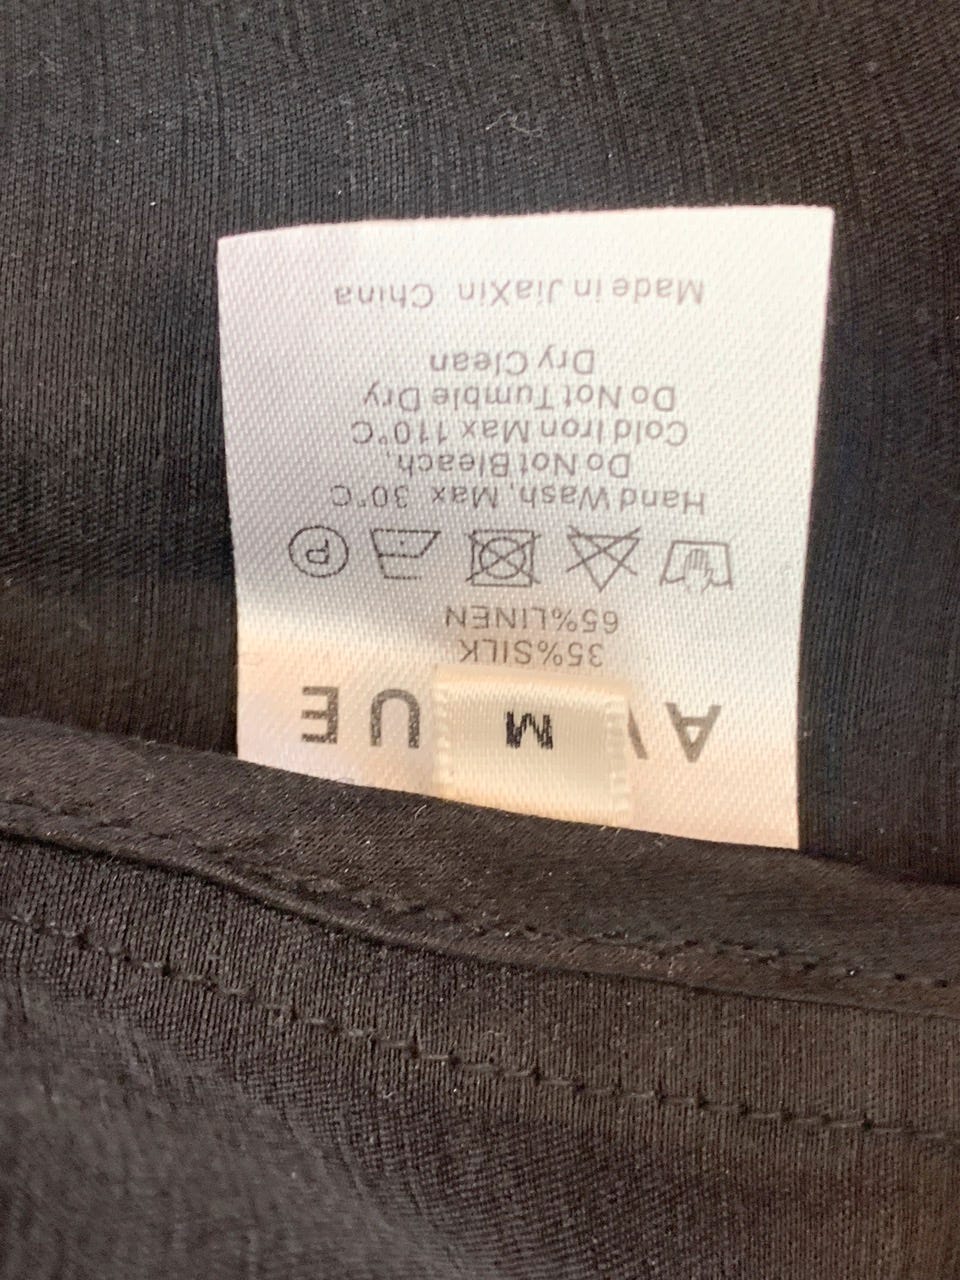 AV UE
M
35%SILK
65%LINEN
P
Hand Wash, Max 30°C
Do Not Bleach,
Cold Iron Max 110°C
Do Not Tumble Dry
Dry Clean
Made in JiaXin China